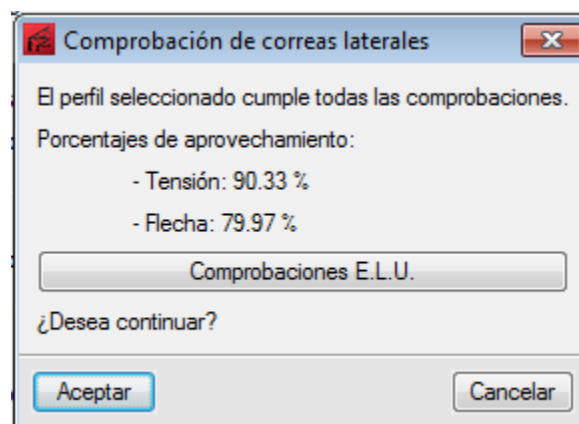 Comprobación de correas laterales
El perfil seleccionado cumple todas las comprobaciones.
Porcentajes de aprovechamiento:
- Tensión: 90.33 %
- Flecha: 79.97 %
Comprobaciones E.L.U.
¿Desea continuar?
Aceptar
Cancelar